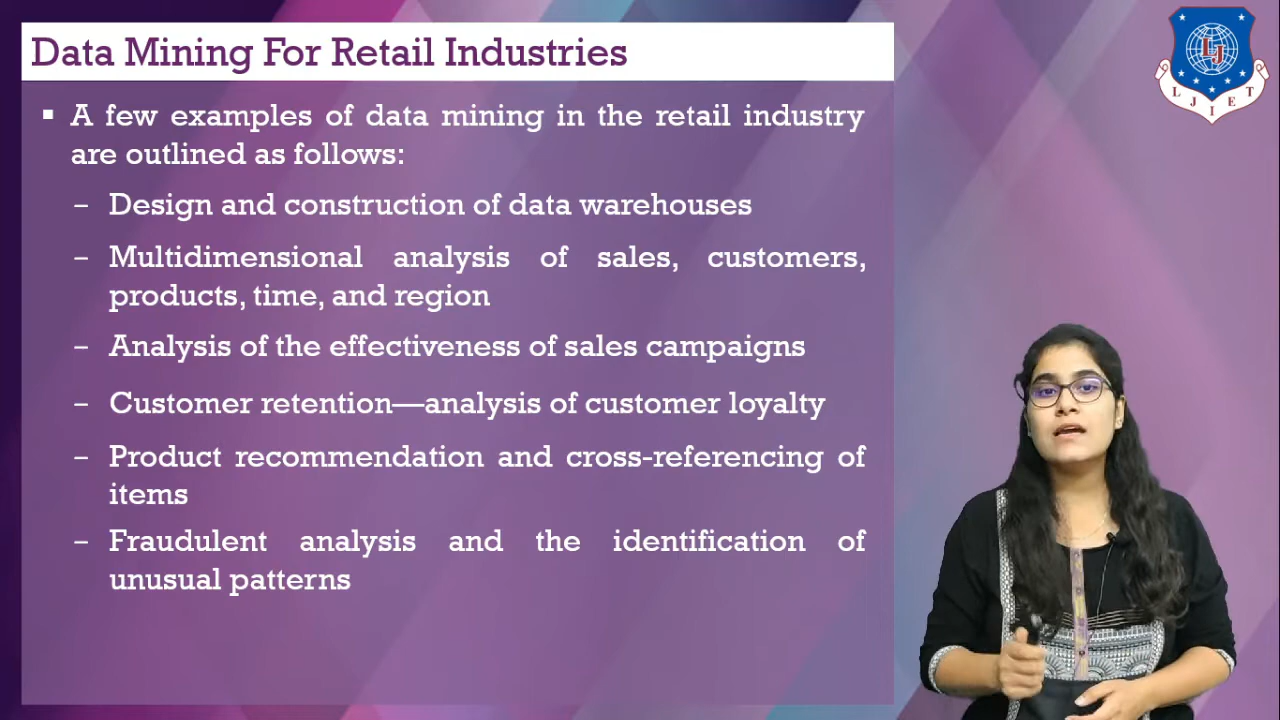 Data Mining For Retail Industries
▪ A few examples of data mining in the retail industry
are outlined as follows:
– Design and construction of data warehouses
– Multidimensional analysis of sales, customers,
products, time, and region
– Analysis of the effectiveness of sales campaigns
– Customer retention—analysis of customer loyalty
– Product recommendation and cross-referencing of
items
– Fraudulent analysis and the identification of
unusual patterns
LJ
LJIET